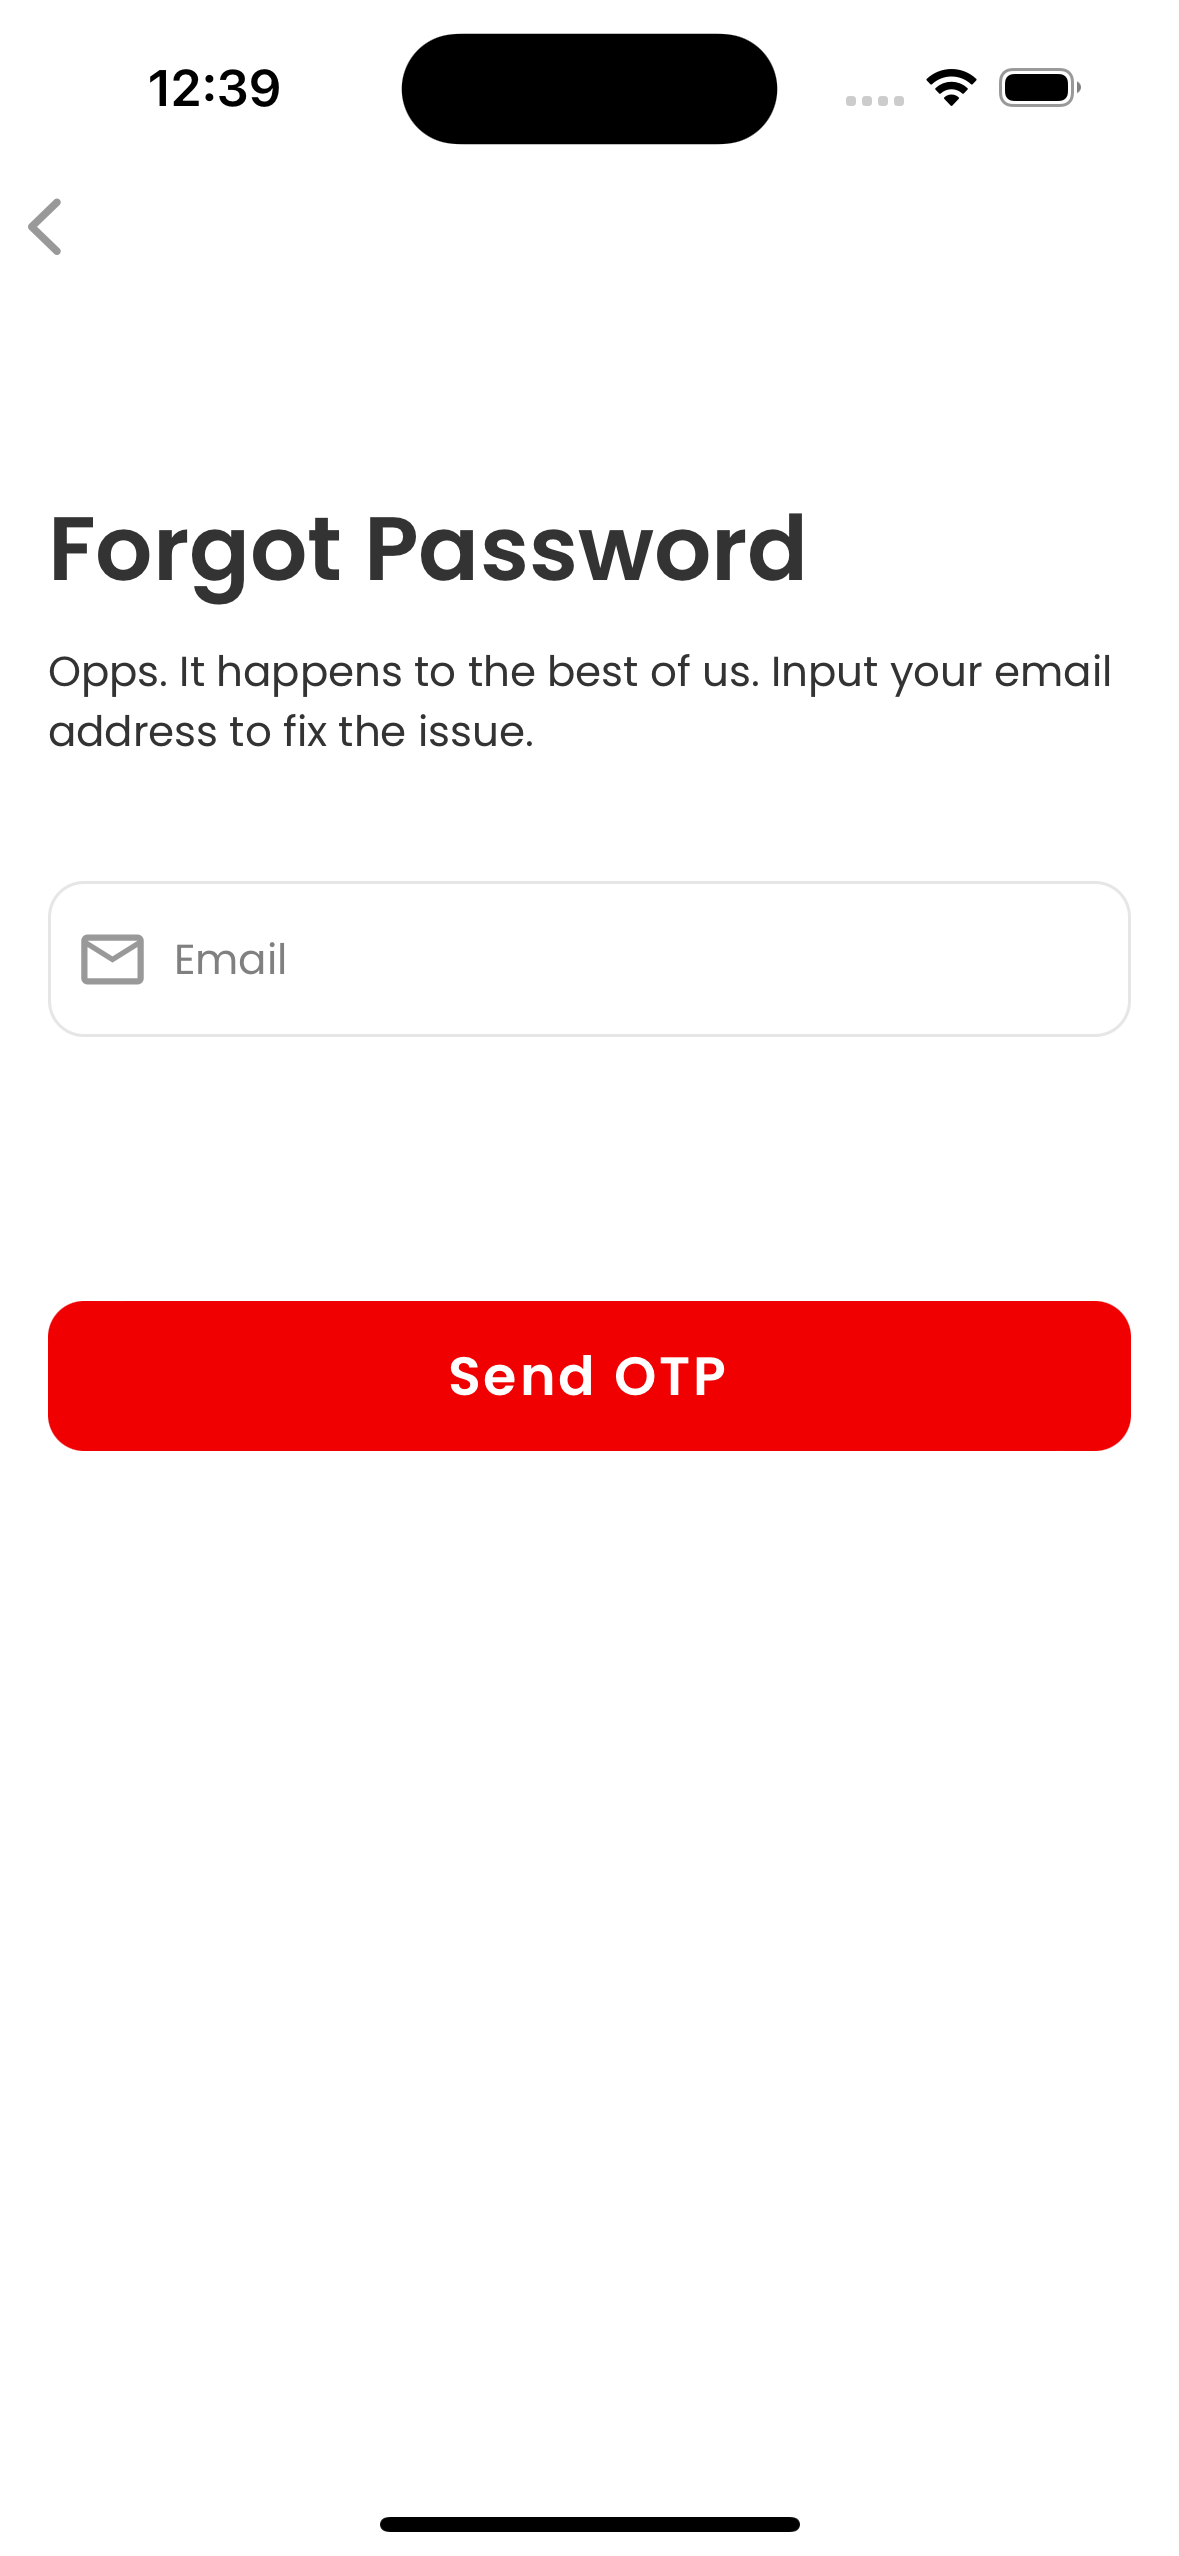 12:39
Forgot Password
Opps. It happens to the best of us. Input your email
address to fix the issue.
Email
Send OTP